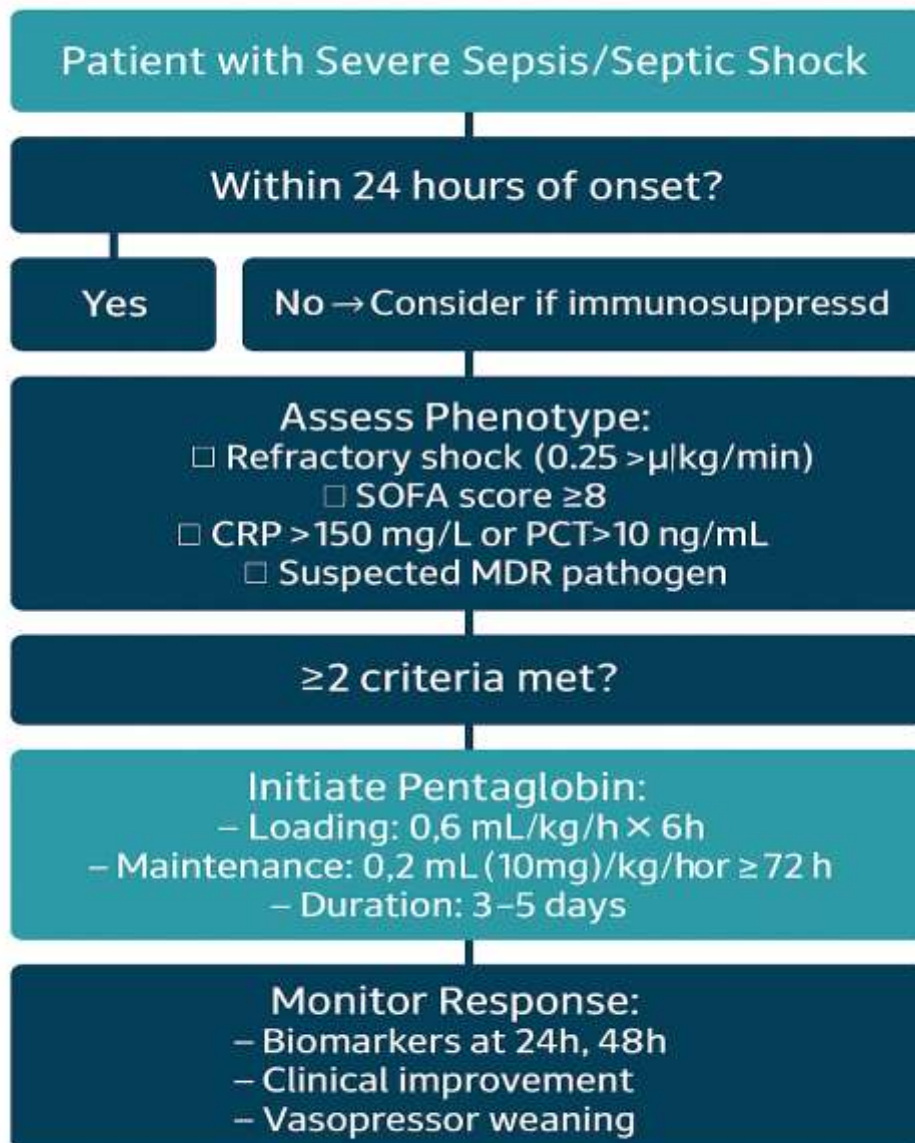 Patient with Severe Sepsis/Septic Shock
Within 24 hours of onset?
Yes
No → Consider if immunosuppressd
Assess Phenotype:
□ Refractory shock (0.25 >µ|kg/min)
□ SOFA score ≥8
□ CRP >150 mg/L or PCT>10 ng/mL
□ Suspected MDR pathogen
≥2 criteria met?
Initiate Pentaglobin:
– Loading: 0,6 mL/kg/h × 6h
– Maintenance: 0,2 mL (10mg)/kg/hor ≥ 72 h
– Duration: 3–5 days
Monitor Response:
– Biomarkers at 24h, 48h
– Clinical improvement
– Vasopressor weaning